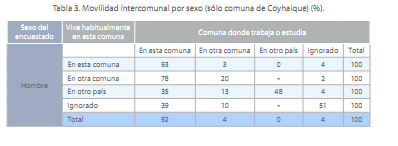 Tabla 3. Movilidad intercomunal por sexo (sólo comuna de Coyhaique) (%).
Sexo del encuestado Vive habitualmente en esta comuna Comuna donde trabaja o estudia
En esta comuna En otra comuna En otro país Ignorado Total
Hombre
En esta comuna 93 3 0 4 100
En otra comuna 78 20 - 2 100
En otro país 35 13 48 4 100
Ignorado 39 10 - 51 100
Total 92 4 0 4 100